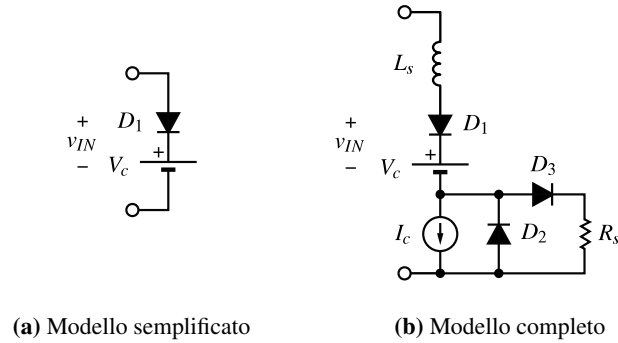 L_s
D_1
+
v_IN
−
V_c
+
D_1
+
v_IN
−
V_c
+
D_3
I_c
D_2
R_s
(a) Modello semplificato
(b) Modello completo